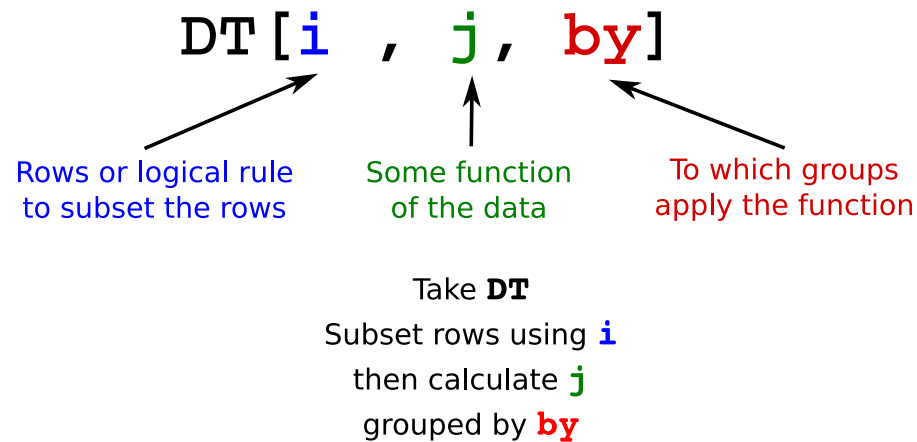 DT[i , j, by]
Rows or logical rule
to subset the rows
Some function
of the data
To which groups
apply the function
Take DT
Subset rows using i
then calculate j
grouped by by